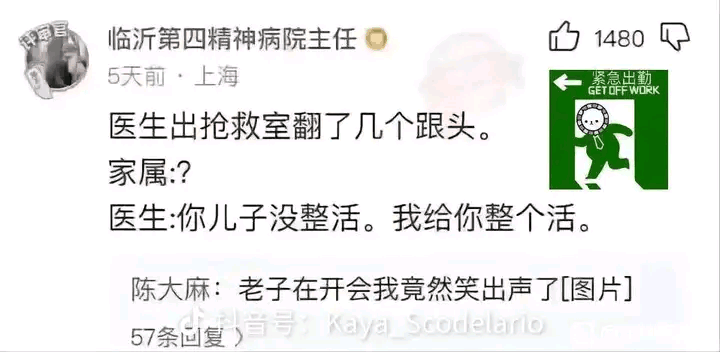 评审官
临沂第四精神病院主任
1480
5天前 · 上海
紧急出勤
GET OFF WORK
医生出抢救室翻了几个跟头。
家属:?
医生:你儿子没整活。我给你整个活。
陈大麻：老子在开会我竟然笑出声了[图片]
57条回复 〉
抖音号：Kaya_Scodelario